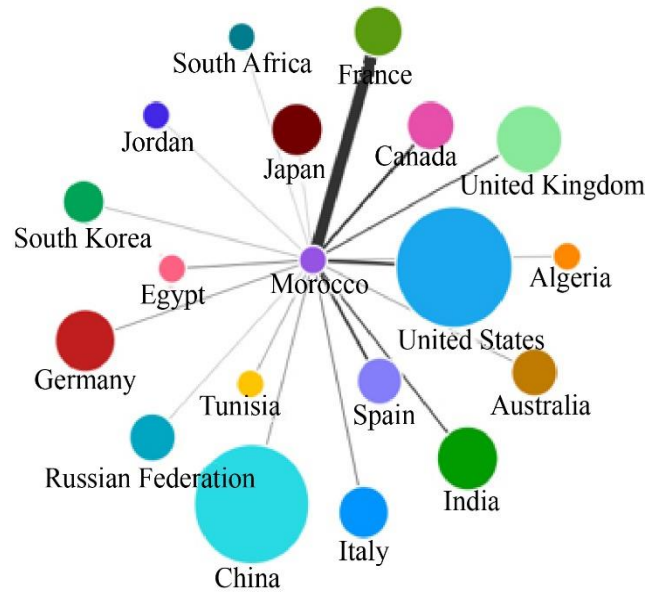 South Africa
France
Jordan
Japan
Canada
United Kingdom
South Korea
Egypt
Morocco
Algeria
United States
Germany
Tunisia
Spain
Australia
Russian Federation
India
Italy
China